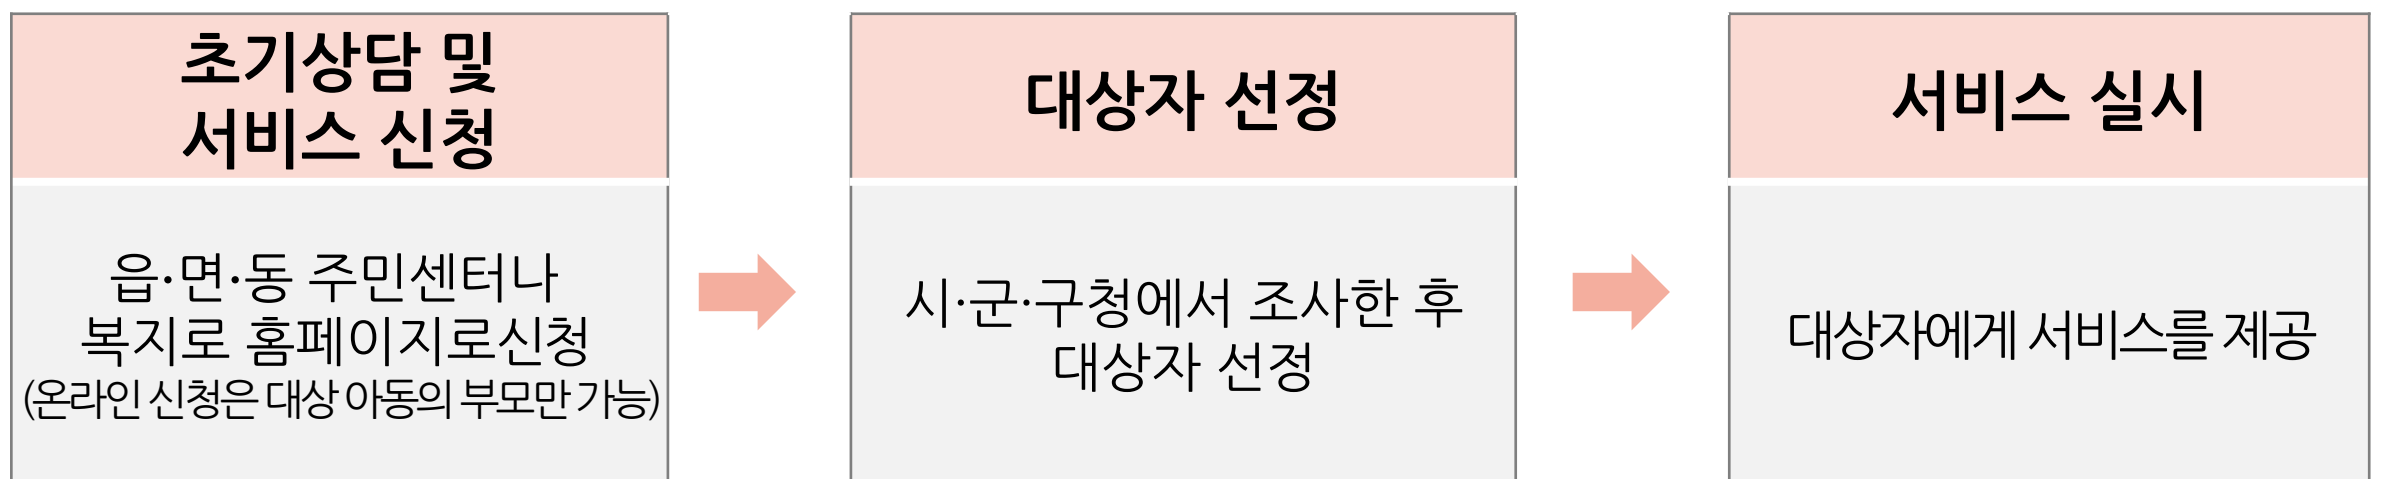 초기상담 및
서비스 신청
읍·면·동 주민센터나
복지로 홈페이지로신청
(온라인 신청은 대상 아동의 부모만 가능)
대상자 선정
시·군·구청에서 조사한 후
대상자 선정
서비스 실시
대상자에게 서비스를 제공